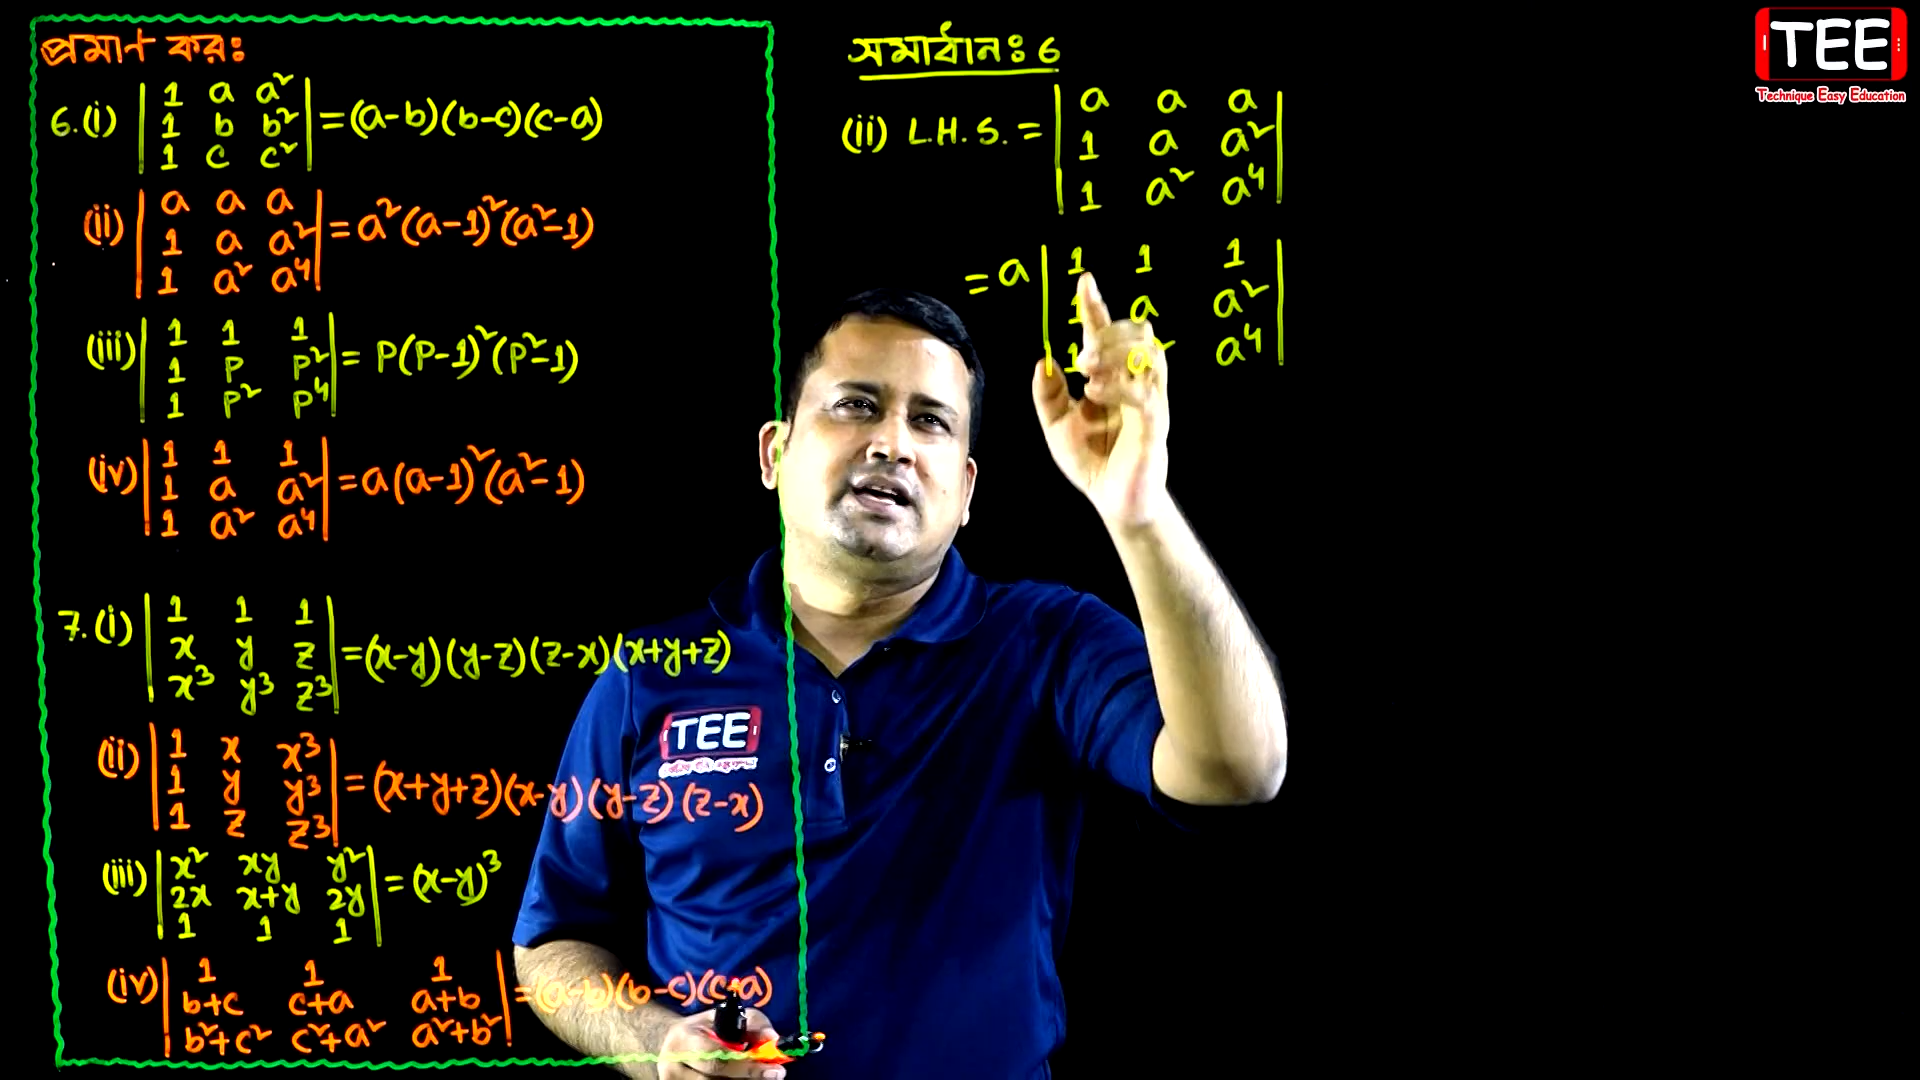 প্রমাণ কর:
6.(i) | 1 a a² | = (a-b)(b-c)(c-a)
| 1 b b² |
| 1 c c² |
(ii) | a a a | = a²(a-1)²(a²-1)
| 1 a a² |
| 1 a² a⁴ |
(iii) | 1 1 1 | = P(P-1)²(P²-1)
| 1 P P² |
| 1 P² P⁴ |
(iv) | 1 1 1 | = a(a-1)²(a²-1)
| 1 a a² |
| 1 a² a⁴ |
7.(i) | 1 1 1 | = (x-y)(y-z)(z-x)(x+y+z)
| x y z |
| x³ y³ z³ |
(ii) | 1 x x³ | = (x+y+z)(x-y)(y-z)(z-x)
| 1 y y³ |
| 1 z z³ |
(iii) | x² xy y² | = (x-y)³
| 2x x+y 2y |
| 1 1 1 |
(iv) | 1 1 1 | = (a-b)(b-c)(c-a)
| b+c c+a a+b |
| b²+c² c²+a² a²+b² |
সমাধান: 6
(ii) L.H.S. = | a a a |
| 1 a a² |
| 1 a² a⁴ |
= a | 1 1 1 |
| 1 a a² |
| 1 a² a⁴ |
TEE
Technique Easy Education
TEE